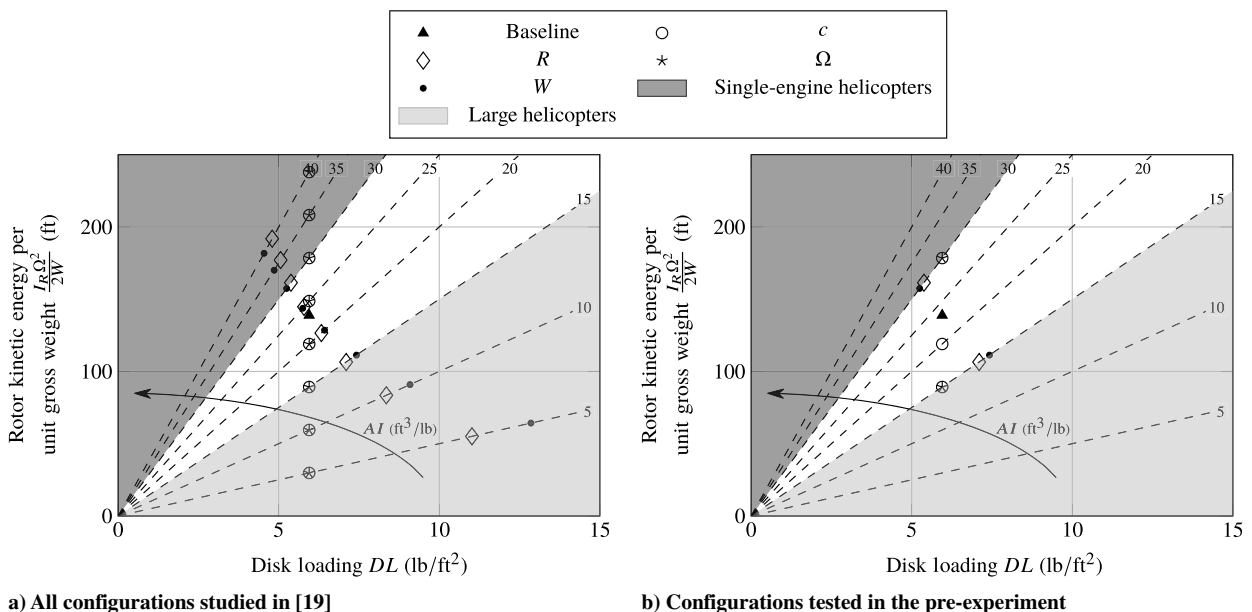 Baseline c
R Ω
W Single-engine helicopters
Large helicopters
40 35 30 25 20
15
10
5
AI (ft³/lb)
200
100
0
0 5 10 15
Rotor kinetic energy per
unit gross weight I_RΩ²/2W (ft)
Disk loading DL (lb/ft²)
a) All configurations studied in [19]
40 35 30 25 20
15
10
5
AI (ft³/lb)
200
100
0
0 5 10 15
Rotor kinetic energy per
unit gross weight I_RΩ²/2W (ft)
Disk loading DL (lb/ft²)
b) Configurations tested in the pre-experiment